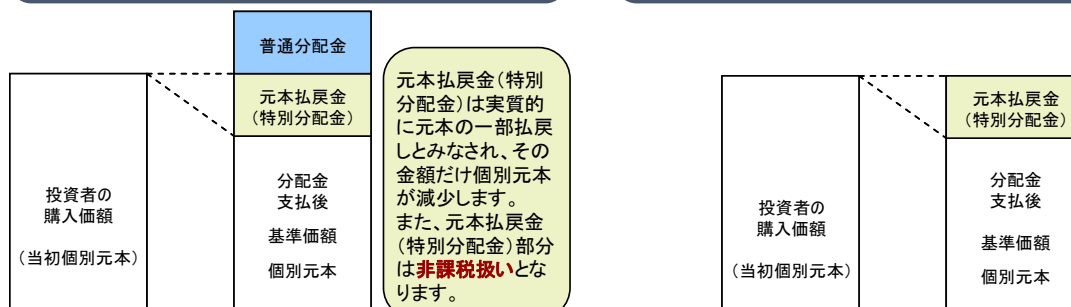 普通分配金
元本払戻金
(特別分配金)
投資者の
購入価額
(当初個別元本)
分配金
支払後
基準価額
個別元本
元本払戻金(特別
分配金)は実質的
に元本の一部払戻
しとみなされ、その
金額だけ個別元本
が減少します。
また、元本払戻金
(特別分配金)部分
は非課税扱いとな
ります。
元本払戻金
(特別分配金)
投資者の
購入価額
(当初個別元本)
分配金
支払後
基準価額
個別元本